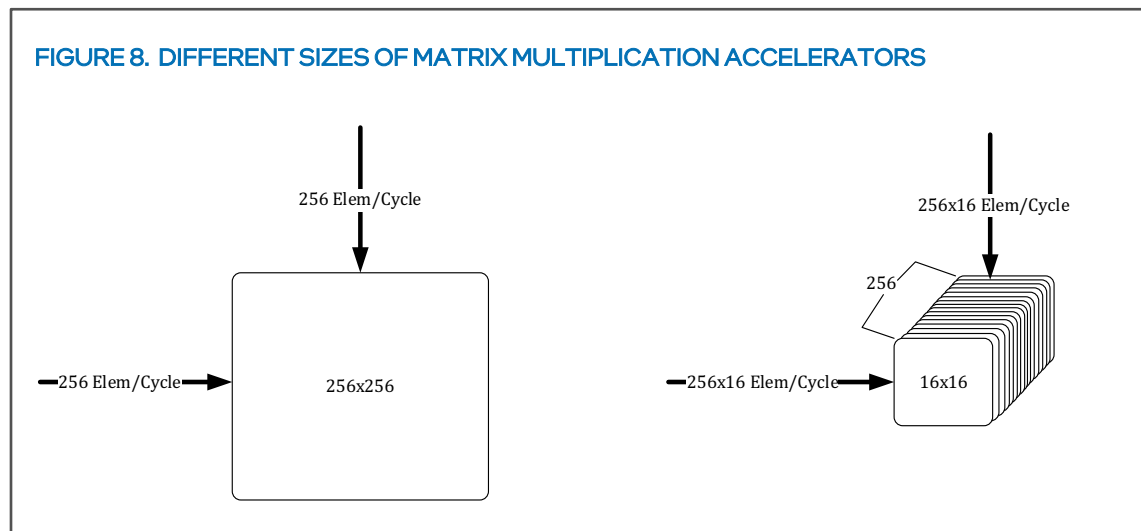 FIGURE 8. DIFFERENT SIZES OF MATRIX MULTIPLICATION ACCELERATORS
256 Elem/Cycle
256 Elem/Cycle
256x256
256x16 Elem/Cycle
256
256x16 Elem/Cycle
16x16